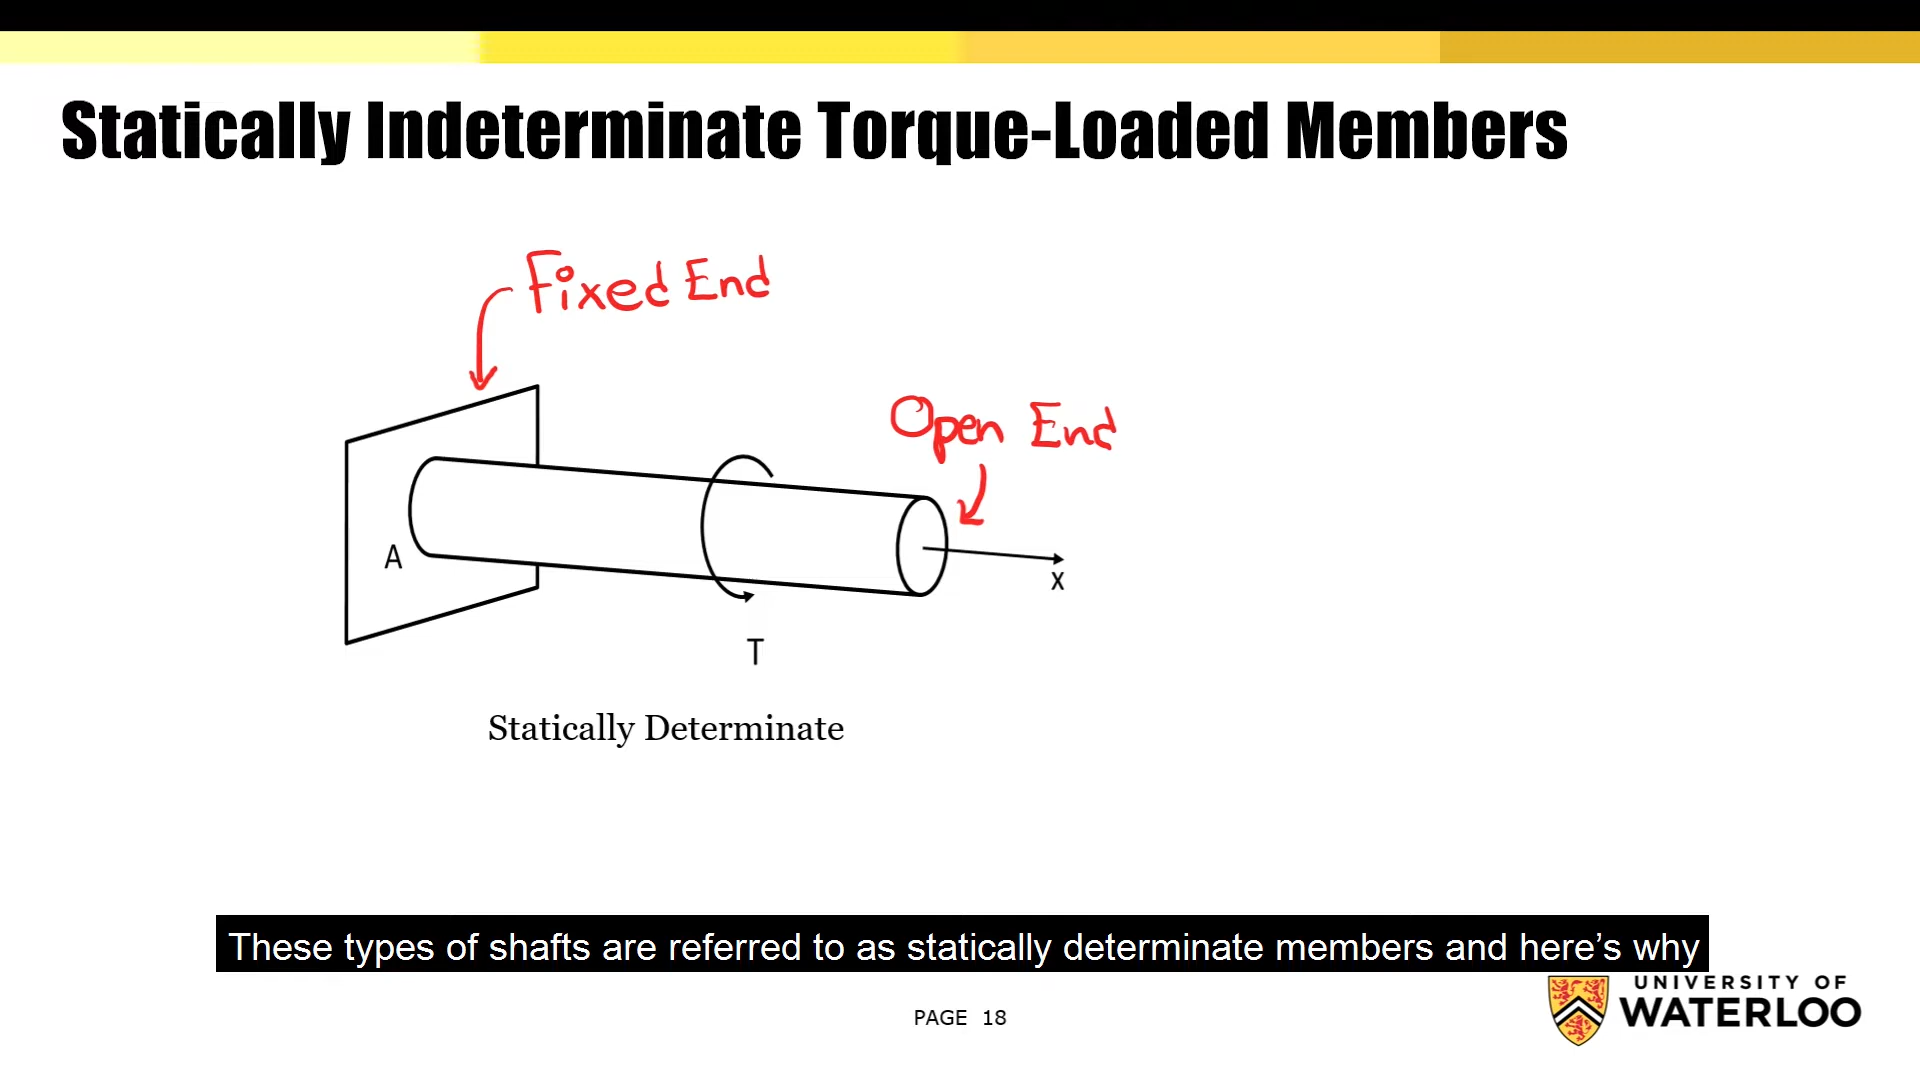 Statically Indeterminate Torque-Loaded Members
Fixed End
Open End
A
x
T
Statically Determinate
These types of shafts are referred to as statically determinate members and here’s why
PAGE 18
UNIVERSITY OF
WATERLOO